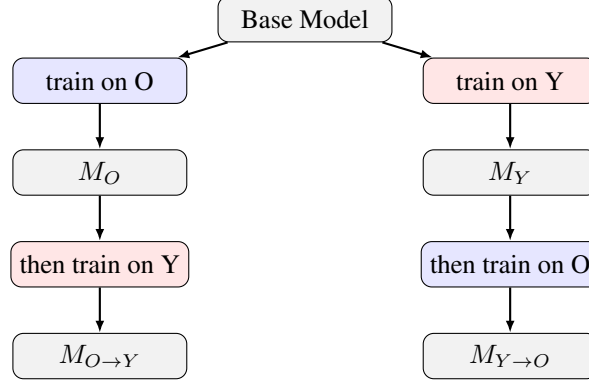 Base Model
train on O
train on Y
M_O
M_Y
then train on Y
then train on O
M_{O→Y}
M_{Y→O}